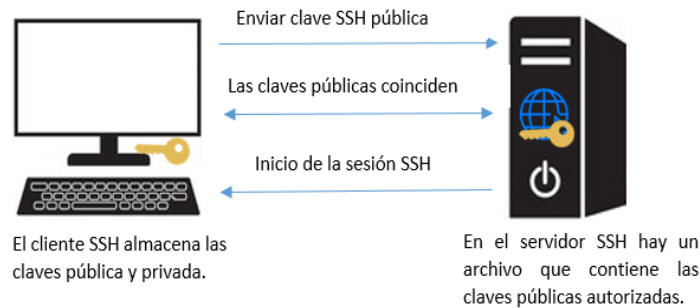 Enviar clave SSH pública
Las claves públicas coinciden
Inicio de la sesión SSH
El cliente SSH almacena las
claves pública y privada.
En el servidor SSH hay un
archivo que contiene las
claves públicas autorizadas.